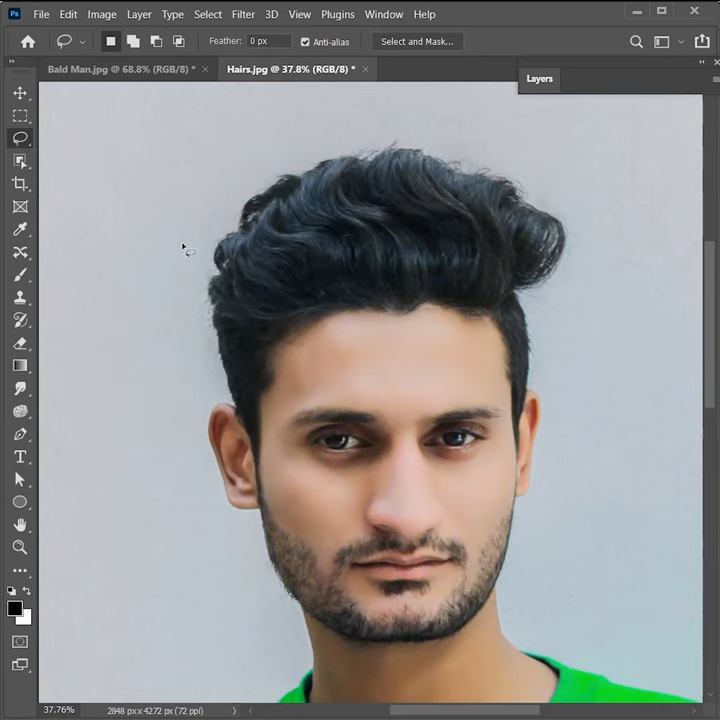 Ps File Edit Image Layer Type Select Filter 3D View Plugins Window Help
Feather: 0 px Anti-alias Select and Mask...
Bald Man.jpg @ 68.8% (RGB/8) * × Hairs.jpg @ 37.8% (RGB/8) * ×
Layers
37.76% 2848 px x 4272 px (72 ppi)